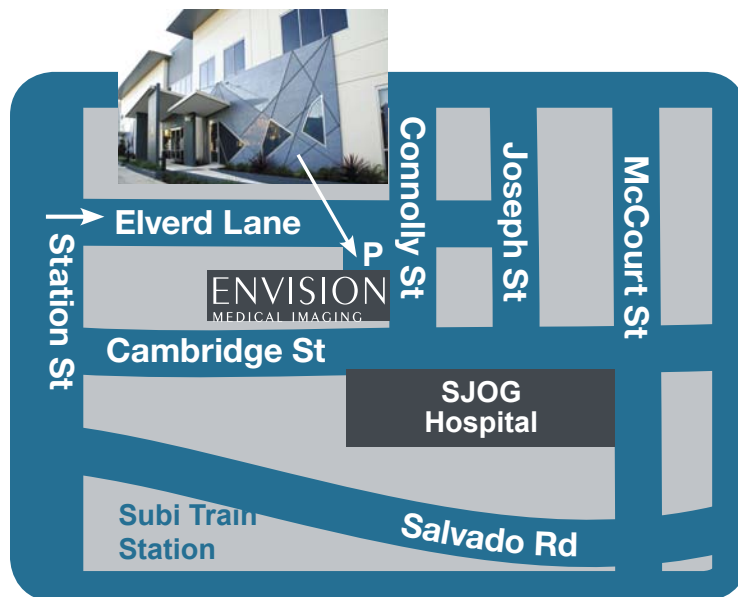 Connolly St
Joseph St
McCourt St
Elverd Lane
Station St
P
ENVISION
MEDICAL IMAGING
Cambridge St
SJOG
Hospital
Subi Train
Station
Salvado Rd